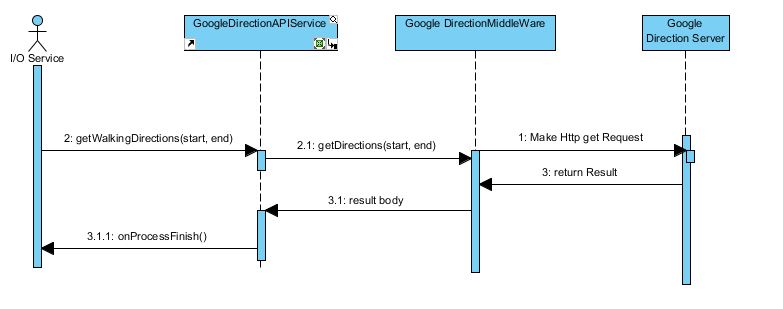 GoogleDirectionAPIService
Google DirectionMiddleWare
Google
Direction Server
I/O Service
2: getWalkingDirections(start, end)
2.1: getDirections(start, end)
1: Make Http get Request
3: return Result
3.1: result body
3.1.1: onProcessFinish()